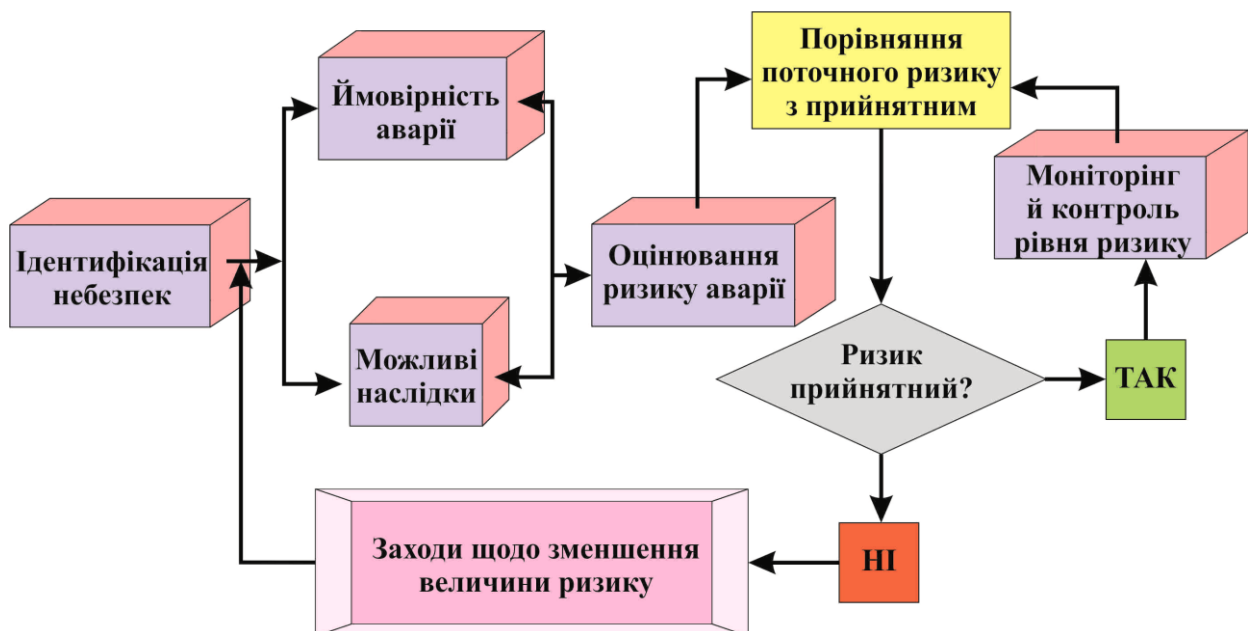 Порівняння
поточного ризику
з прийнятним
Ймовірність
аварії
Моніторінг
й контроль
рівня ризику
Ідентифікація
небезпек
Оцінювання
ризику аварії
Можливі
наслідки
Ризик
прийнятний?
ТАК
Заходи щодо зменшення
величини ризику
НІ